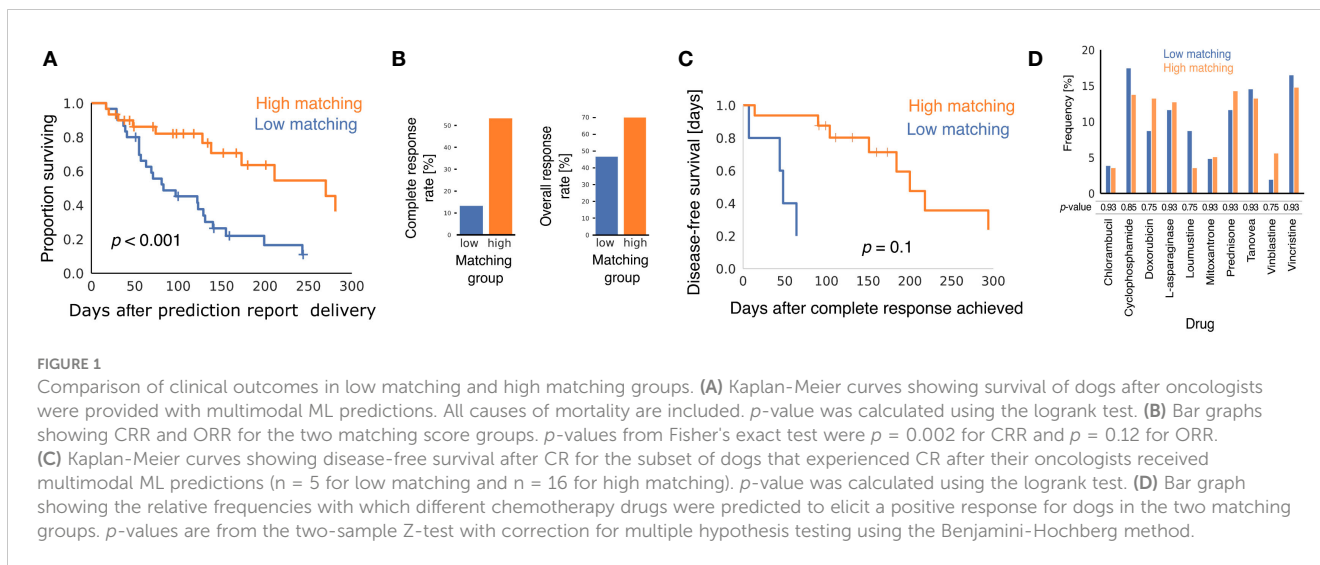 A
Proportion surviving
1.0
0.8
0.6
0.4
0.2
0.0
High matching
Low matching
p < 0.001
0 50 100 150 200 250 300
Days after prediction report delivery
B
Complete response
rate [%]
50
40
30
20
10
0
low high
Matching
group
Overall response
rate [%]
70
60
50
40
30
20
10
0
low high
Matching
group
C
Disease-free survival [days]
1.0
0.8
0.6
0.4
0.2
0.0
High matching
Low matching
p = 0.1
0 50 100 150 200 250 300
Days after complete response achieved
D
Frequency [%]
20
15
10
5
0
Low matching
High matching
p-value 0.93 0.85 0.75 0.93 0.75 0.93 0.93 0.93 0.75 0.93
Chlorambucil
Cyclophosphamide
Doxorubicin
L-asparaginase
Loumustine
Mitoxantrone
Prednisone
Tanovea
Vinblastine
Vincristine
Drug
FIGURE 1
Comparison of clinical outcomes in low matching and high matching groups. (A) Kaplan-Meier curves showing survival of dogs after oncologists
were provided with multimodal ML predictions. All causes of mortality are included. p-value was calculated using the logrank test. (B) Bar graphs
showing CRR and ORR for the two matching score groups. p-values from Fisher's exact test were p = 0.002 for CRR and p = 0.12 for ORR.
(C) Kaplan-Meier curves showing disease-free survival after CR for the subset of dogs that experienced CR after their oncologists received
multimodal ML predictions (n = 5 for low matching and n = 16 for high matching). p-value was calculated using the logrank test. (D) Bar graph
showing the relative frequencies with which different chemotherapy drugs were predicted to elicit a positive response for dogs in the two matching
groups. p-values are from the two-sample Z-test with correction for multiple hypothesis testing using the Benjamini-Hochberg method.